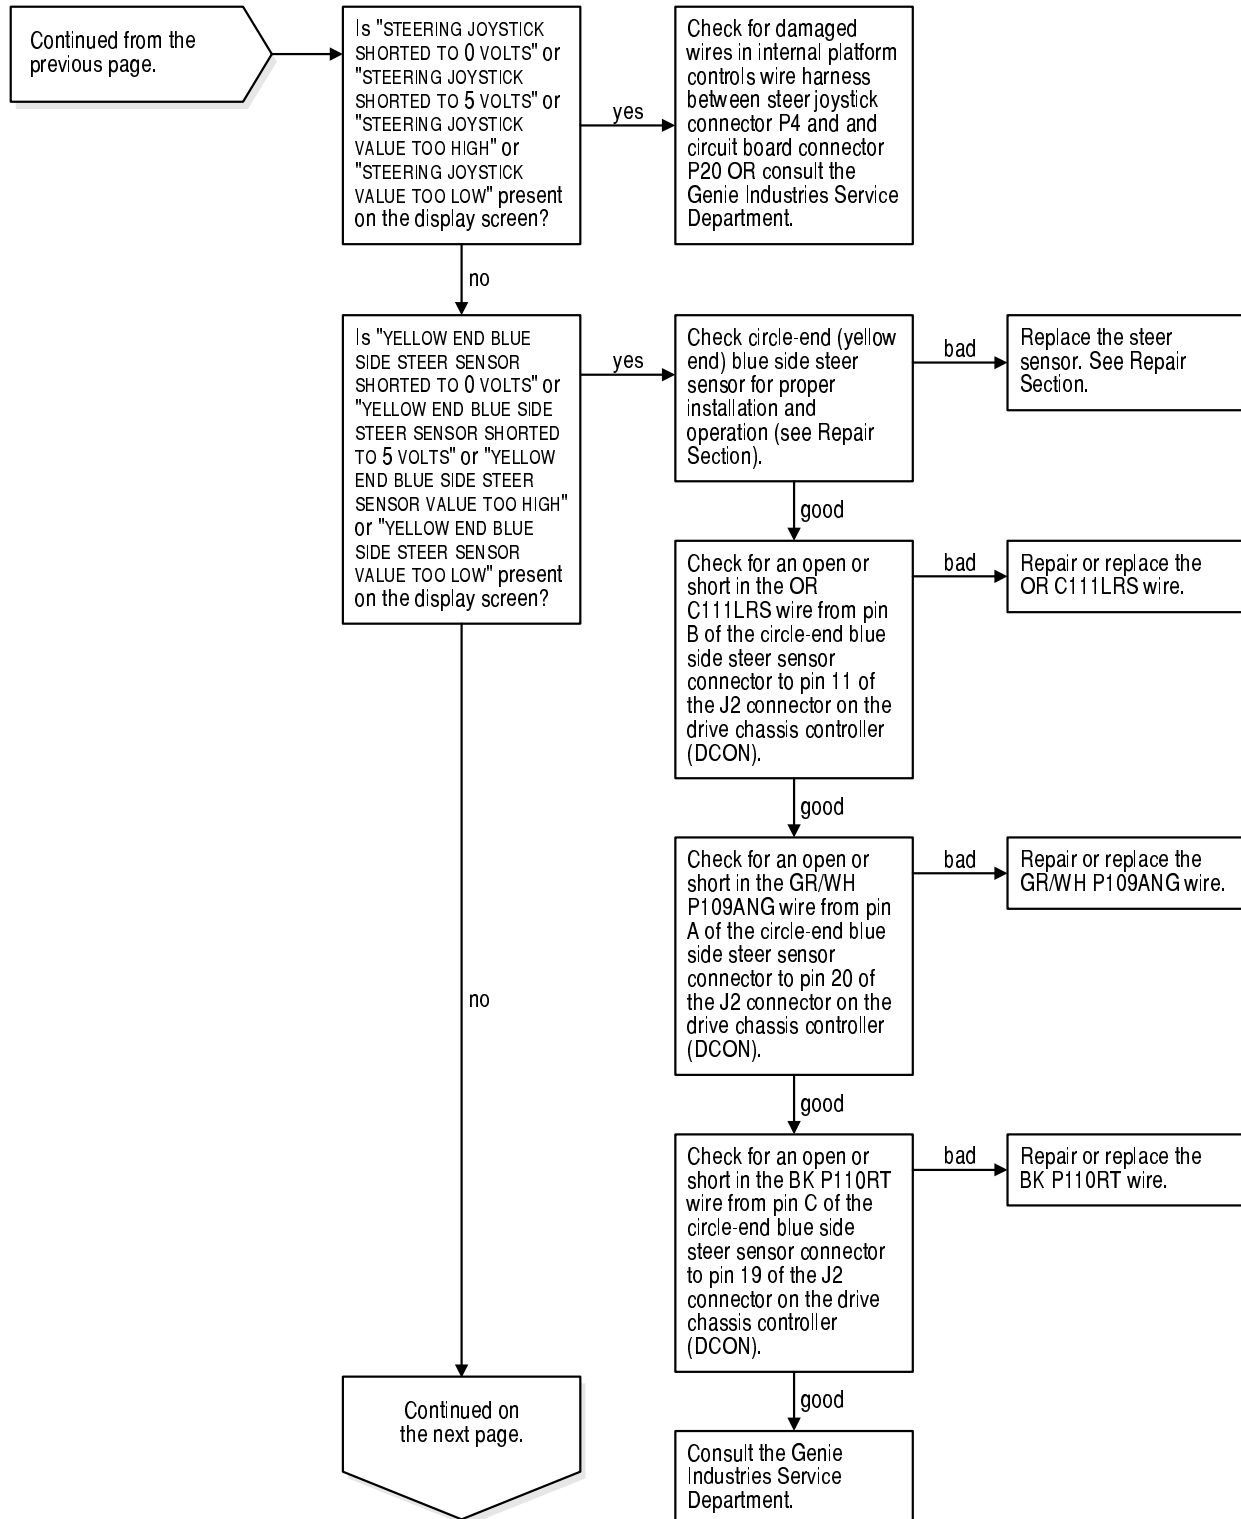 Continued from the
previous page.
Is "STEERING JOYSTICK
SHORTED TO 0 VOLTS" or
"STEERING JOYSTICK
SHORTED TO 5 VOLTS" or
"STEERING JOYSTICK
VALUE TOO HIGH" or
"STEERING JOYSTICK
VALUE TOO LOW" present
on the display screen?
yes
Check for damaged
wires in internal platform
controls wire harness
between steer joystick
connector P4 and and
circuit board connector
P20 OR consult the
Genie Industries Service
Department.
no
Is "YELLOW END BLUE
SIDE STEER SENSOR
SHORTED TO 0 VOLTS" or
"YELLOW END BLUE SIDE
STEER SENSOR SHORTED
TO 5 VOLTS" or "YELLOW
END BLUE SIDE STEER
SENSOR VALUE TOO HIGH"
or "YELLOW END BLUE
SIDE STEER SENSOR
VALUE TOO LOW" present
on the display screen?
yes
Check circle-end (yellow
end) blue side steer
sensor for proper
installation and
operation (see Repair
Section).
bad
Replace the steer
sensor. See Repair
Section.
good
Check for an open or
short in the OR
C111LRS wire from pin
B of the circle-end blue
side steer sensor
connector to pin 11 of
the J2 connector on the
drive chassis controller
(DCON).
bad
Repair or replace the
OR C111LRS wire.
good
Check for an open or
short in the GR/WH
P109ANG wire from pin
A of the circle-end blue
side steer sensor
connector to pin 20 of
the J2 connector on the
drive chassis controller
(DCON).
bad
Repair or replace the
GR/WH P109ANG wire.
no
good
Check for an open or
short in the BK P110RT
wire from pin C of the
circle-end blue side
steer sensor connector
to pin 19 of the J2
connector on the drive
chassis controller
(DCON).
bad
Repair or replace the
BK P110RT wire.
good
Continued on
the next page.
Consult the Genie
Industries Service
Department.